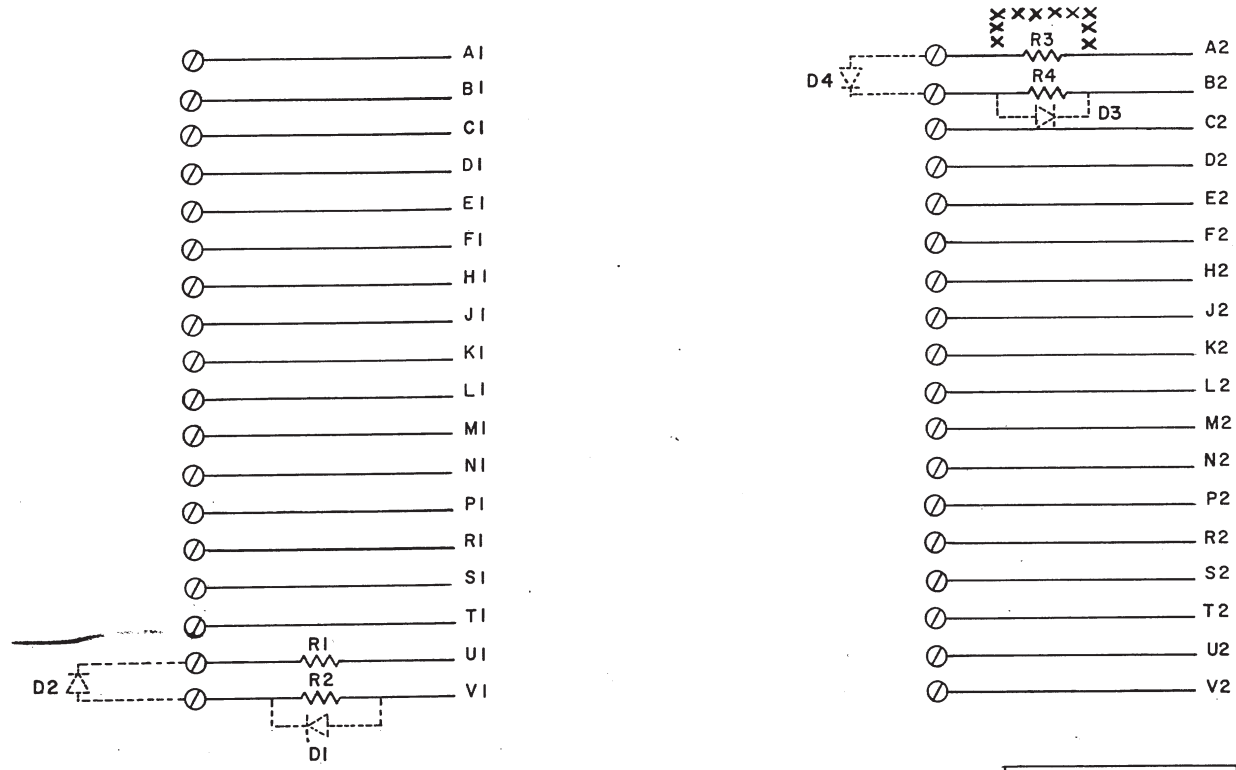 A1
B1
C1
D1
E1
F1
H1
J1
K1
L1
M1
N1
P1
R1
S1
T1
R1
U1
D2
R2
V1
D1
XXXXXX
X X
X X
R3
A2
D4
R4
B2
D3
C2
D2
E2
F2
H2
J2
K2
L2
M2
N2
P2
R2
S2
T2
U2
V2